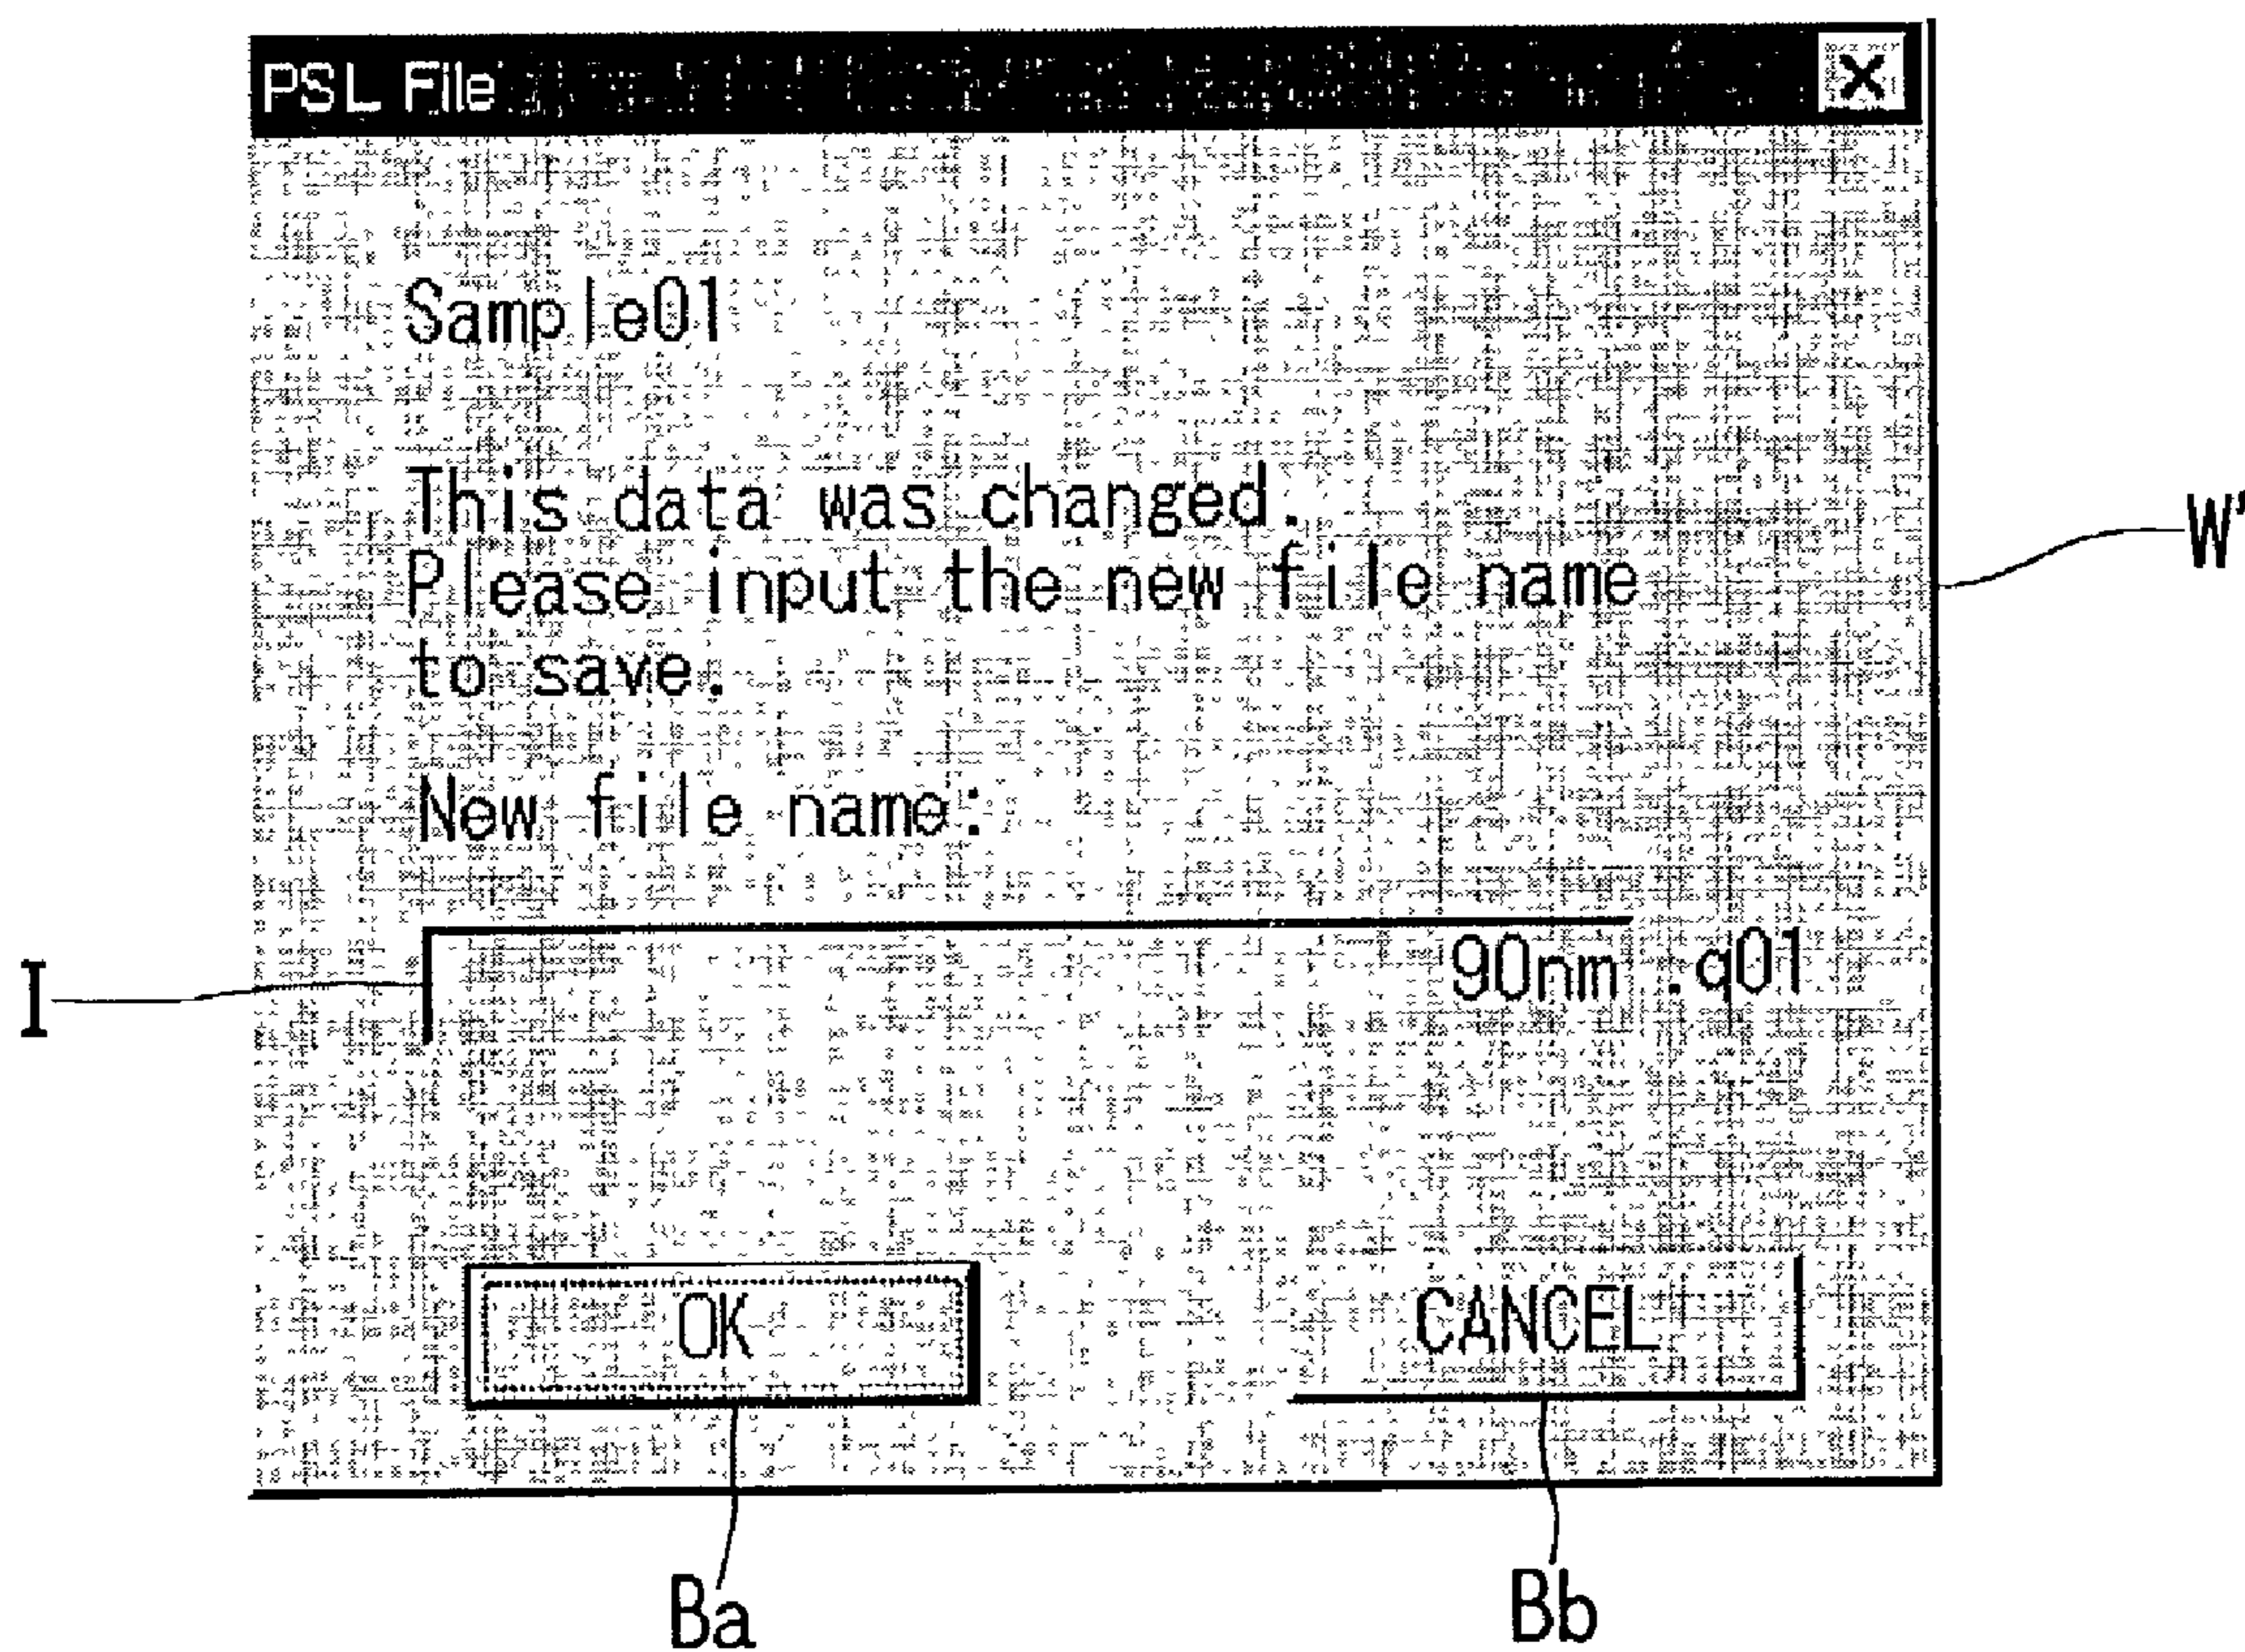 PSL File X
Sample01
This data was changed.
Please input the new file name
to save.
New file name:
90nm .q01
OK CANCEL
W'
I
Ba Bb